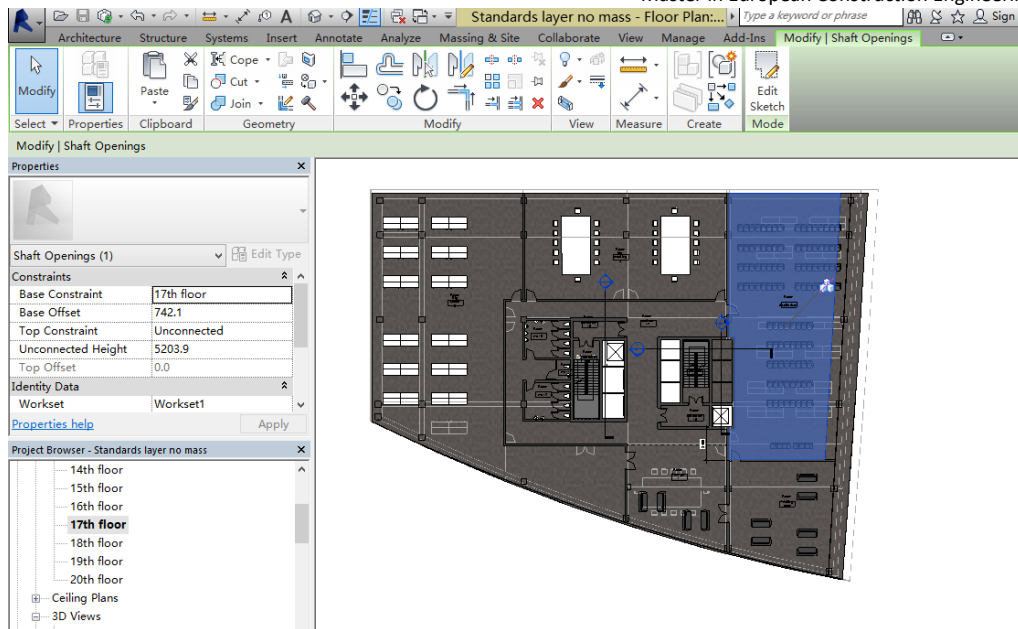 Master in European Construction Engineeri
Standards layer no mass - Floor Plan:...
Type a keyword or phrase
Sign
Architecture Structure Systems Insert Annotate Analyze Massing & Site Collaborate View Manage Add-Ins Modify | Shaft Openings
Modify
Paste
Cope
Cut
Join
Edit
Sketch
Select Properties Clipboard Geometry Modify View Measure Create Mode
Modify | Shaft Openings
Properties
Shaft Openings (1) Edit Type
Constraints
Base Constraint 17th floor
Base Offset 742.1
Top Constraint Unconnected
Unconnected Height 5203.9
Top Offset 0.0
Identity Data
Workset Workset1
Properties help Apply
Project Browser - Standards layer no mass
14th floor
15th floor
16th floor
17th floor
18th floor
19th floor
20th floor
Ceiling Plans
3D Views